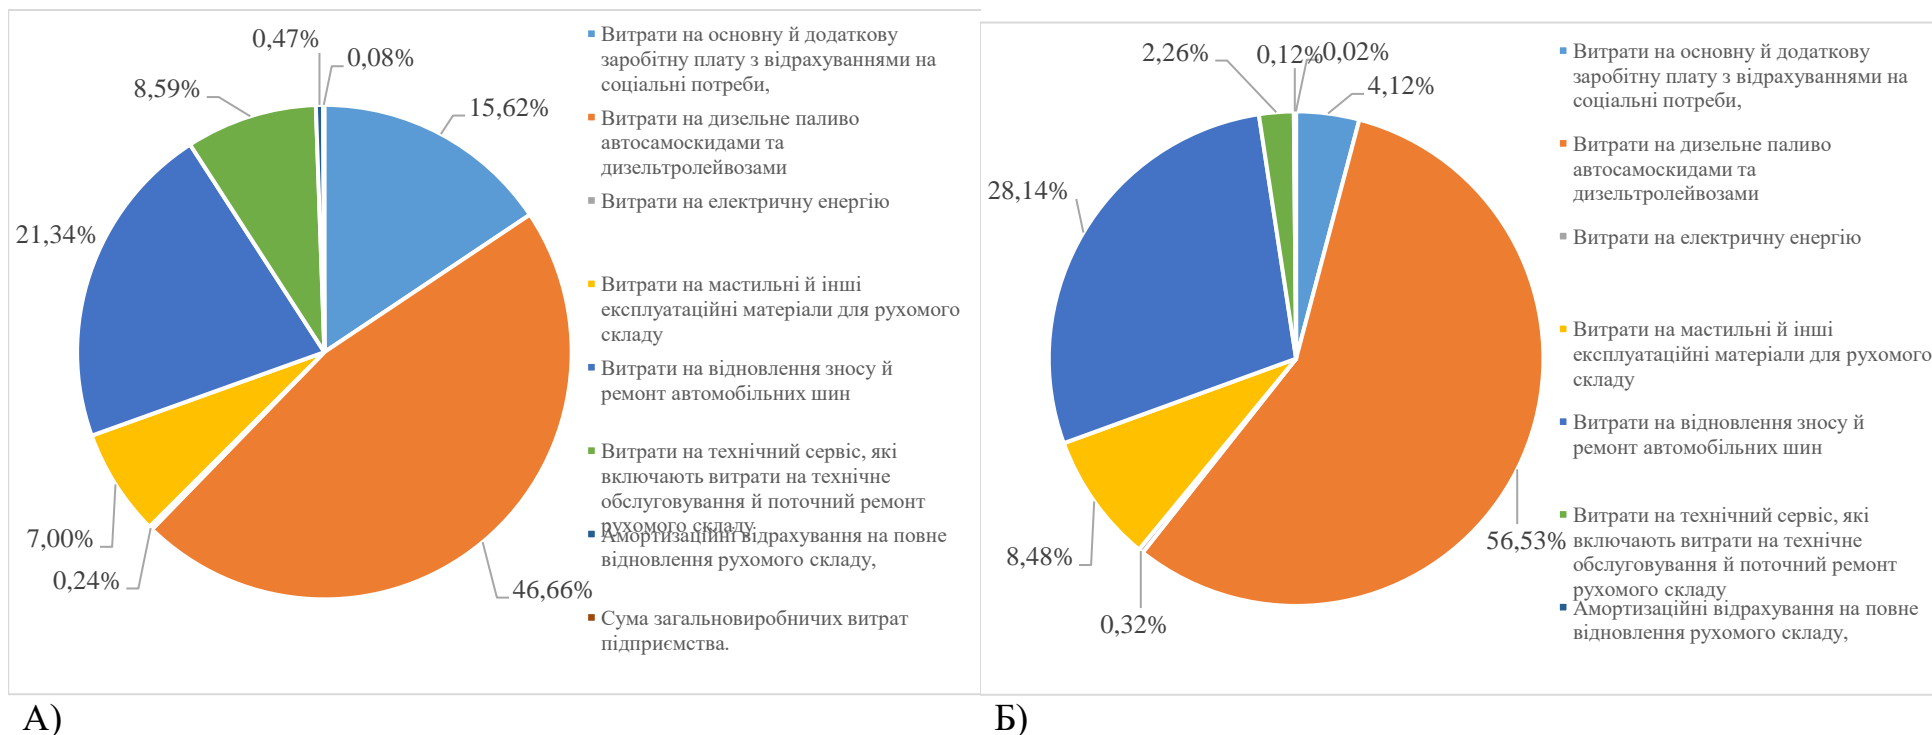 0,47%
0,08%
8,59%
15,62%
21,34%
7,00%
0,24%
46,66%
Витрати на основну й додаткову
заробітну плату з відрахуваннями на
соціальні потреби,
Витрати на дизельне паливо
автосамоскидами та
дизельтролейвозами
Витрати на електричну енергію
Витрати на мастильні й інші
експлуатаційні матеріали для рухомого
складу
Витрати на відновлення зносу й
ремонт автомобільних шин
Витрати на технічний сервіс, які
включають витрати на технічне
обслуговування й поточний ремонт
рухомого складу
Амортизаційні відрахування на повне
відновлення рухомого складу,
Сума загальновиробничих витрат
підприємства.
А)
2,26%
0,12%
0,02%
4,12%
28,14%
8,48%
0,32%
56,53%
Витрати на основну й додаткову
заробітну плату з відрахуваннями на
соціальні потреби,
Витрати на дизельне паливо
автосамоскидами та
дизельтролейвозами
Витрати на електричну енергію
Витрати на мастильні й інші
експлуатаційні матеріали для рухомого
складу
Витрати на відновлення зносу й
ремонт автомобільних шин
Витрати на технічний сервіс, які
включають витрати на технічне
обслуговування й поточний ремонт
рухомого складу
Амортизаційні відрахування на повне
відновлення рухомого складу,
Б)